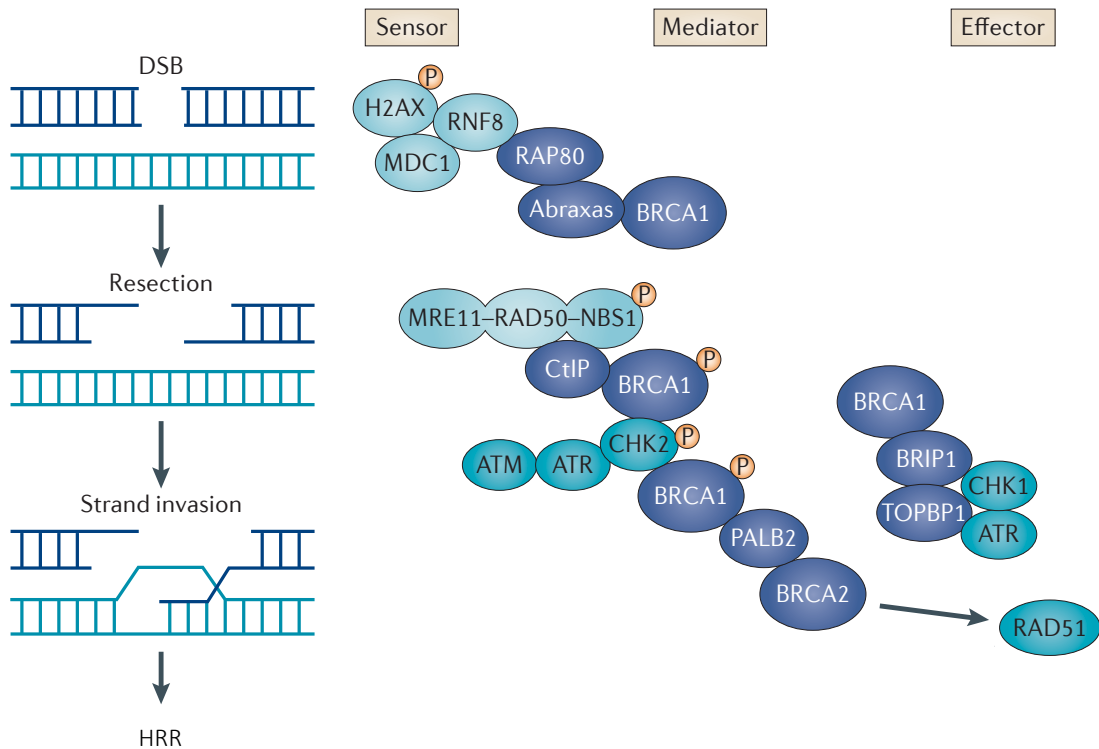 Sensor
Mediator
Effector
DSB
P
H2AX
RNF8
MDC1
RAP80
Abraxas
BRCA1
Resection
P
MRE11–RAD50–NBS1
CtIP
BRCA1
P
BRCA1
CHK2
P
ATM
ATR
BRIP1
P
BRCA1
CHK1
Strand invasion
TOPBP1
ATR
PALB2
BRCA2
RAD51
HRR